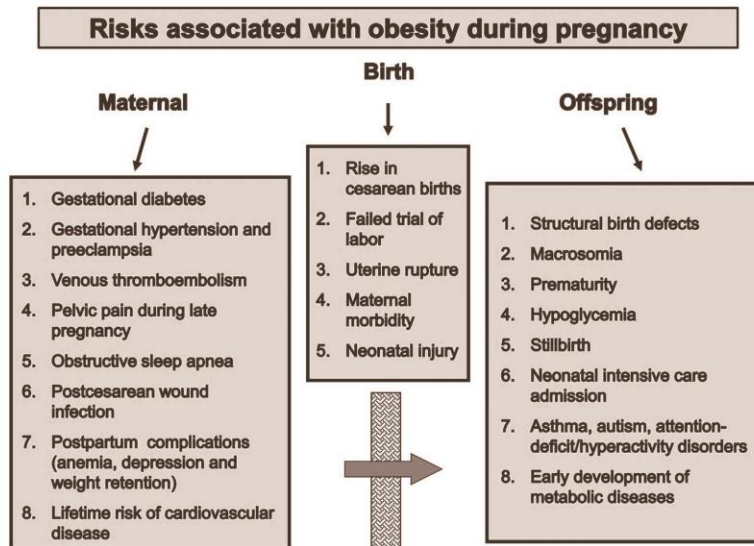 Risks associated with obesity during pregnancy
Birth
Maternal
Offspring
1. Gestational diabetes
2. Gestational hypertension and
preeclampsia
3. Venous thromboembolism
4. Pelvic pain during late
pregnancy
5. Obstructive sleep apnea
6. Postcesarean wound
infection
7. Postpartum complications
(anemia, depression and
weight retention)
8. Lifetime risk of cardiovascular
disease
1. Rise in
cesarean births
2. Failed trial of
labor
3. Uterine rupture
4. Maternal
morbidity
5. Neonatal injury
1. Structural birth defects
2. Macrosomia
3. Prematurity
4. Hypoglycemia
5. Stillbirth
6. Neonatal intensive care
admission
7. Asthma, autism, attention-
deficit/hyperactivity disorders
8. Early development of
metabolic diseases